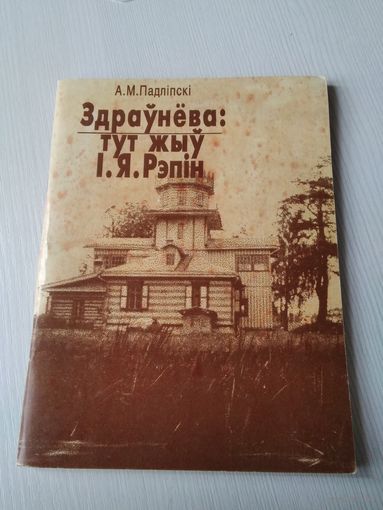 А.М.Падліпскі
Здраўнёва:
тут жыў
І.Я.Рэпін